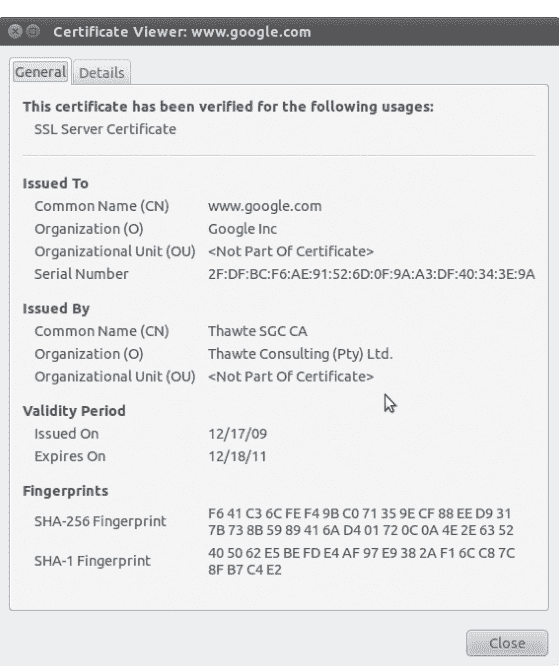 Certificate Viewer: www.google.com
General Details
This certificate has been verified for the following usages:
SSL Server Certificate
Issued To
Common Name (CN) www.google.com
Organization (O) Google Inc
Organizational Unit (OU) <Not Part Of Certificate>
Serial Number 2F:DF:BC:F6:AE:91:52:6D:0F:9A:A3:DF:40:34:3E:9A
Issued By
Common Name (CN) Thawte SGC CA
Organization (O) Thawte Consulting (Pty) Ltd.
Organizational Unit (OU) <Not Part Of Certificate>
Validity Period
Issued On 12/17/09
Expires On 12/18/11
Fingerprints
SHA-256 Fingerprint F6 41 C3 6C FE F4 9B C0 71 35 9E CF 88 EE D9 31
7B 73 8B 59 89 41 6A D4 01 72 0C 0A 4E 2E 63 52
SHA-1 Fingerprint 40 50 62 E5 BE FD E4 AF 97 E9 38 2A F1 6C C8 7C
8F B7 C4 E2
Close